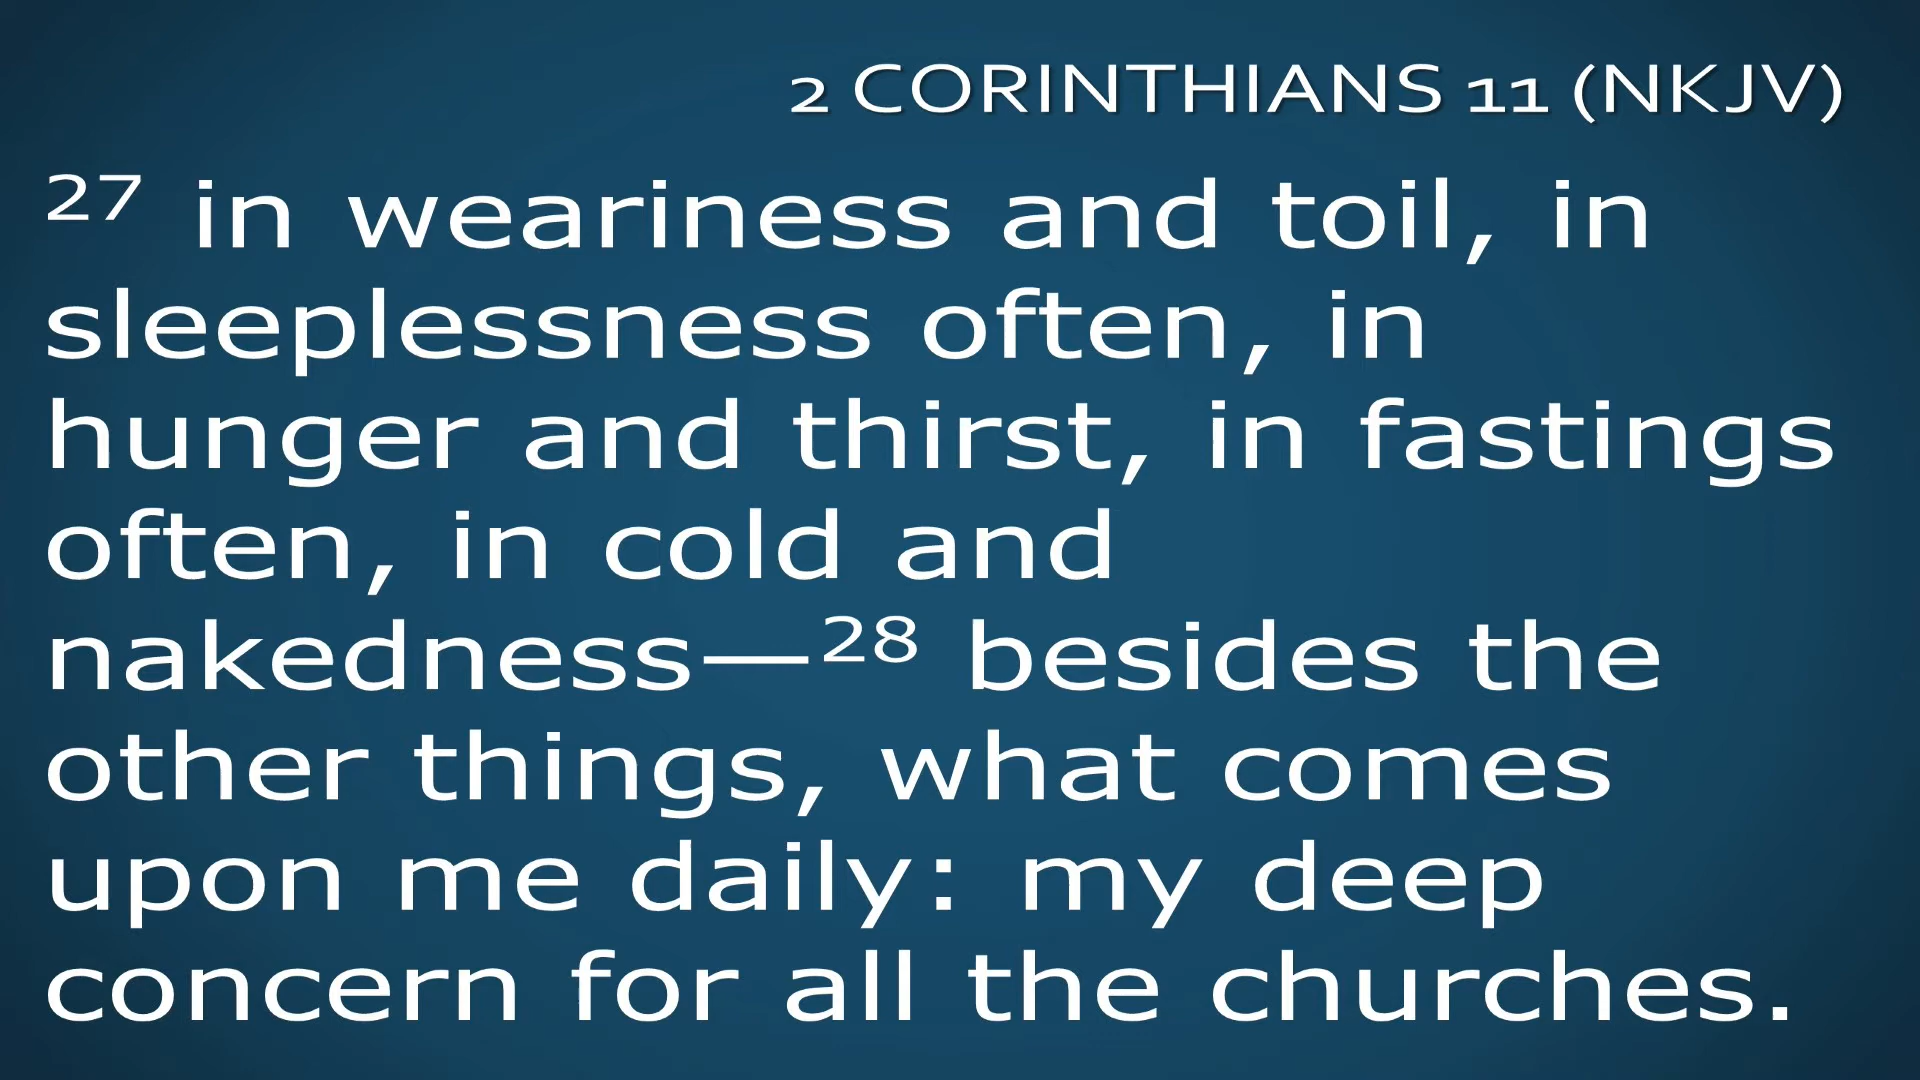 2 CORINTHIANS 11 (NKJV)
27 in weariness and toil, in
sleeplessness often, in
hunger and thirst, in fastings
often, in cold and
nakedness—28 besides the
other things, what comes
upon me daily: my deep
concern for all the churches.